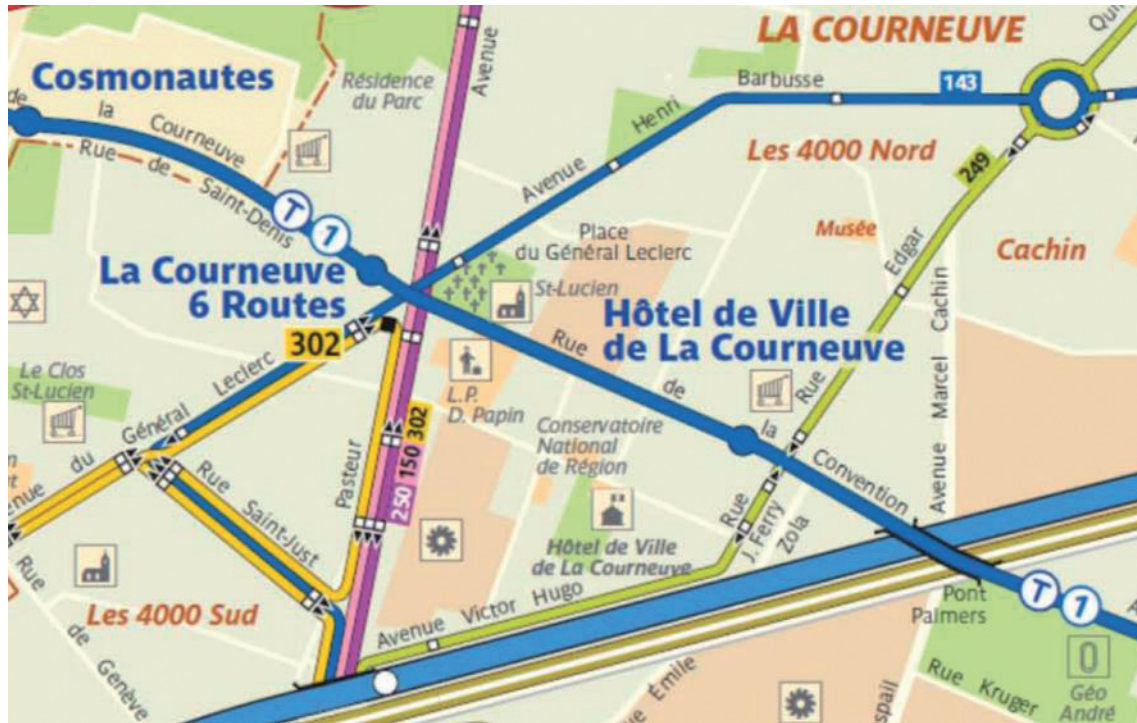 LA COURNEUVE
Cosmonautes
de la Courneuve
Rue de Saint-Denis
Résidence
du Parc
Avenue
Barbusse
143
Henri
Avenue
Les 4000 Nord
249
T 1
Place
du Général Leclerc
Musée
Edgar
Cachin
La Courneuve
6 Routes
St-Lucien
Hôtel de Ville
de La Courneuve
302
Leclerc
Général
du
Le Clos
St-Lucien
L.P.
D. Papin
Rue
de
la
Convention
Rue
Avenue Marcel Cachin
Conservatoire
National
de Région
Pasteur
250 150 302
Rue Saint-Just
Rue
J. Ferry
Zola
Hôtel de Ville
de La Courneuve
Les 4000 Sud
Rue
de
Genève
Avenue Victor Hugo
Pont
Palmers
T 1
Émile
Rue Kruger
Géo
André